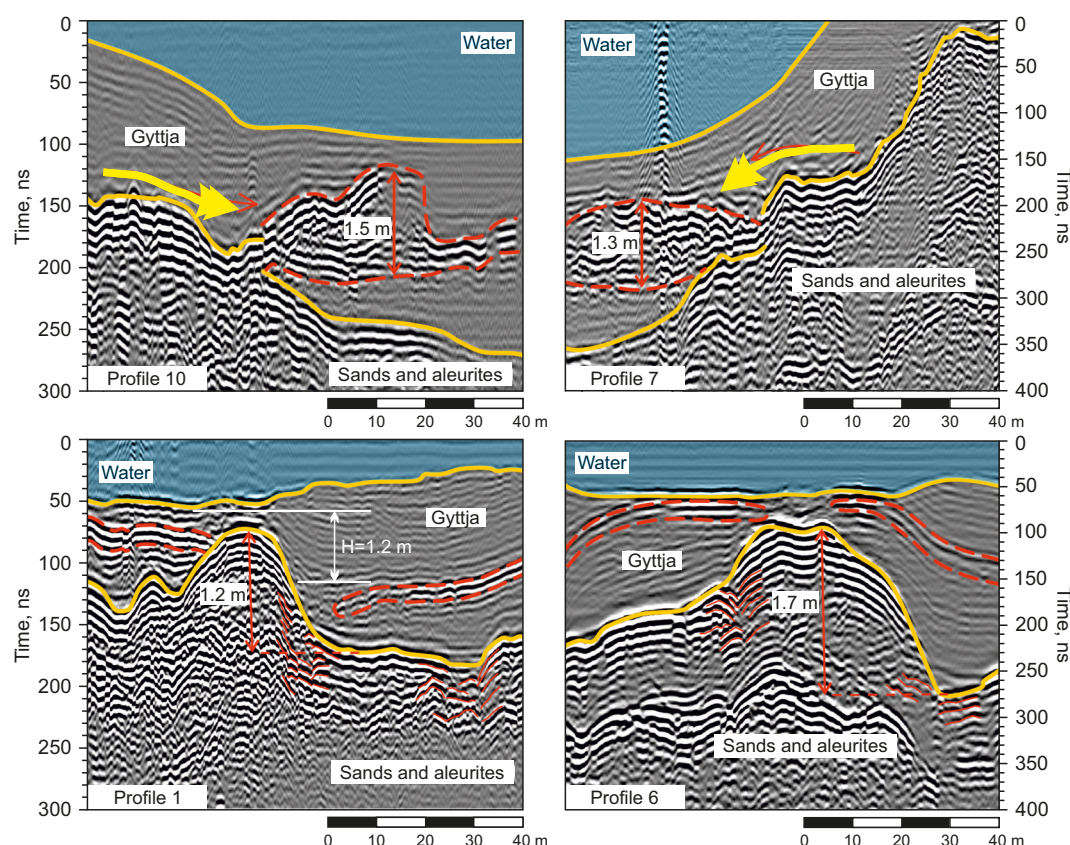 0
50
100
150
200
250
300
Time, ns
Water
Gyttja
1.5 m
Profile 10
Sands and aleurites
0 10 20 30 40 m
Water
Gyttja
1.3 m
Sands and aleurites
Profile 7
0
50
100
150
200
250
300
350
400
Time, ns
0 10 20 30 40 m
0
50
100
150
200
250
300
Time, ns
Water
Gyttja
H=1.2 m
1.2 m
Sands and aleurites
Profile 1
0 10 20 30 40 m
Water
Gyttja
1.7 m
Sands and aleurites
Profile 6
0
50
100
150
200
250
300
350
400
Time, ns
0 10 20 30 40 m